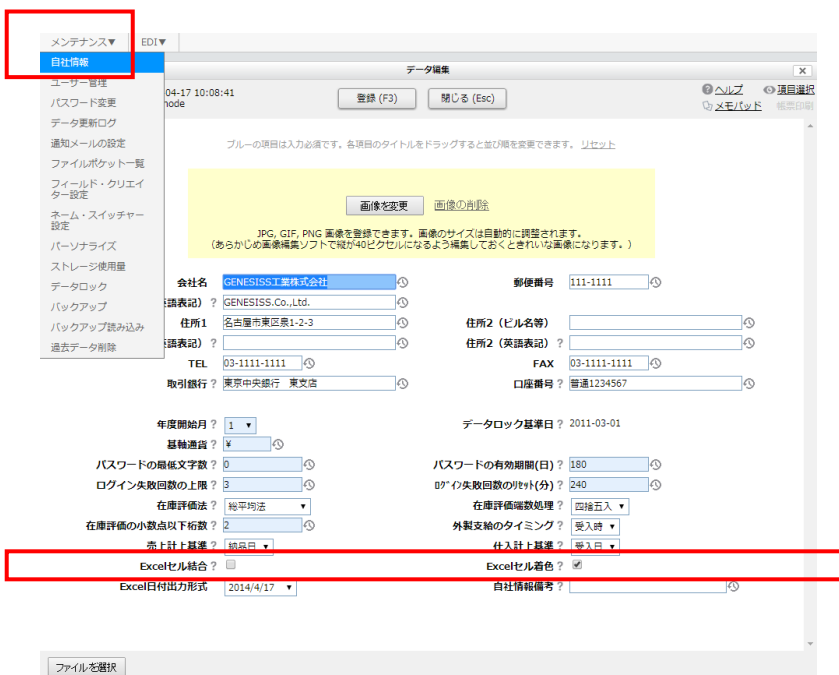 メンテナンス▼ EDI▼
自社情報
データ編集
ユーザー管理
04-17 10:08:41
node
登録 (F3) 閉じる (Esc)
ヘルプ 項目選択
メモパッド 帳票印刷
パスワード変更
データ更新ログ
通知メールの設定
ブルーの項目は入力必須です。各項目のタイトルをドラッグすると並び順を変更できます。 リセット
ファイルポケット一覧
フィールド・クリエイ
ター設定
ネーム・スイッチャー
設定
パーソナライズ
ストレージ使用量
データロック
バックアップ
バックアップ読み込み
過去データ削除
画像を変更 画像の削除
JPG, GIF, PNG 画像を登録できます。画像のサイズは自動的に調整されます。
(あらかじめ画像編集ソフトで縦が40ピクセルになるよう編集しておくときれいな画像になります。)
会社名 GENESISS工業株式会社 郵便番号 111-1111
英語表記) ? GENESISS.Co.,Ltd.
住所1 名古屋市東区泉1-2-3 住所2(ビル名等)
英語表記) ? 住所2(英語表記) ?
TEL 03-1111-1111 FAX 03-1111-1111
取引銀行 ? 東京中央銀行 東支店 口座番号 ? 普通1234567
年度開始月 ? 1 ▼ データロック基準日 ? 2011-03-01
基軸通貨 ? ¥
パスワードの最低文字数 ? 0 パスワードの有効期間(日) ? 180
ログイン失敗回数の上限 ? 3 ログイン失敗回数のリセット(分) ? 240
在庫評価法 ? 総平均法 ▼ 在庫評価端数処理 ? 四捨五入 ▼
在庫評価の小数点以下桁数 ? 2 外製支給のタイミング ? 受入時 ▼
売上計上基準 ? 納品日 ▼ 仕入計上基準 ? 受入日 ▼
Excelセル結合 ? Excelセル着色 ?
Excel日付出力形式 2014/4/17 ▼ 自社情報備考 ?
ファイルを選択